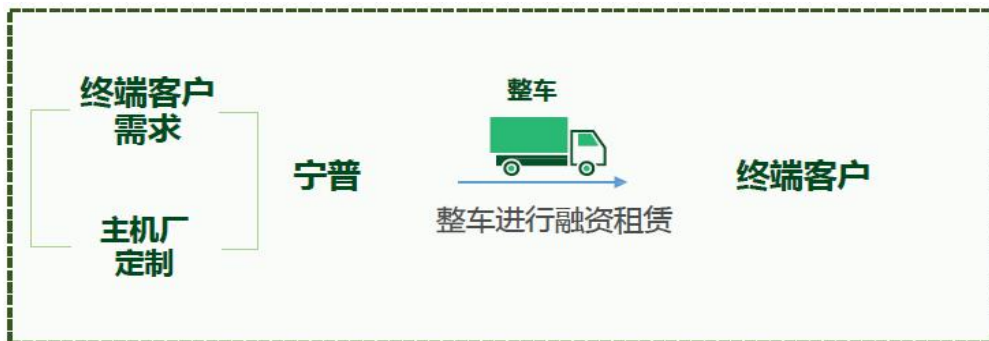 终端客户
需求
主机厂
定制
宁普
整车
整车进行融资租赁
终端客户